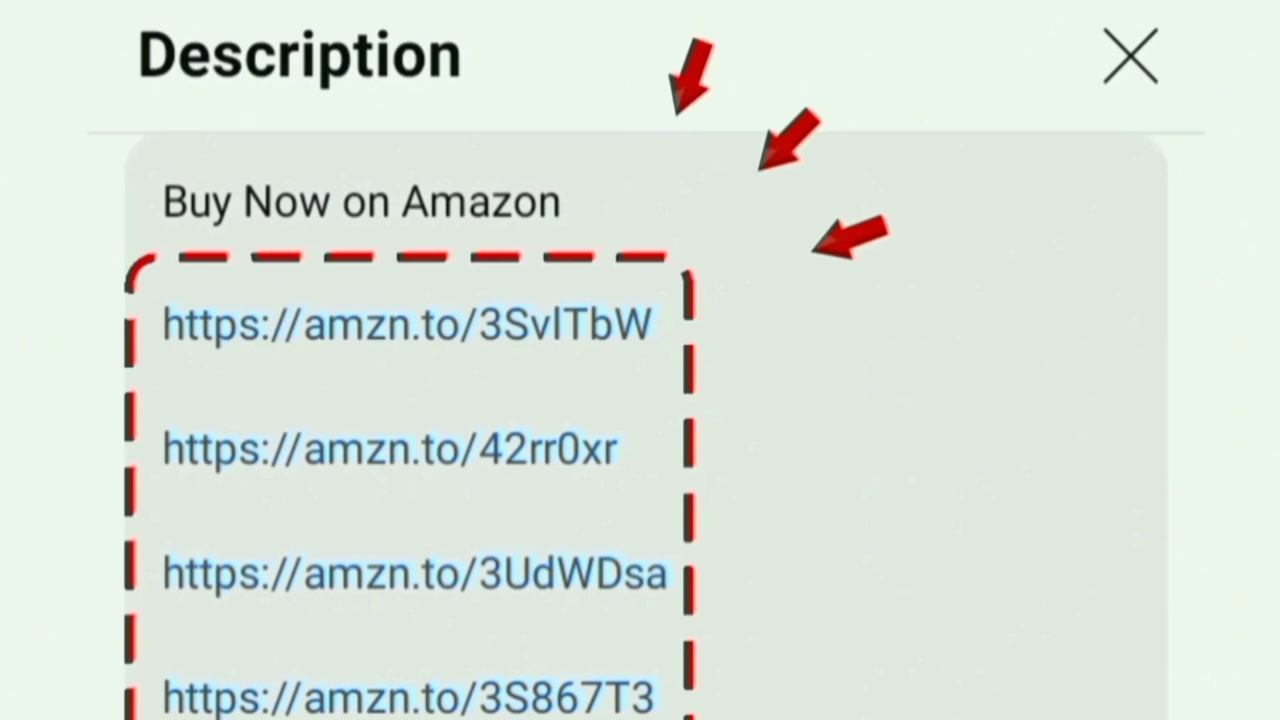 Description
Buy Now on Amazon
https://amzn.to/3SvlTbW
https://amzn.to/42rr0xr
https://amzn.to/3UdWDsa
https://amzn.to/3S867T3